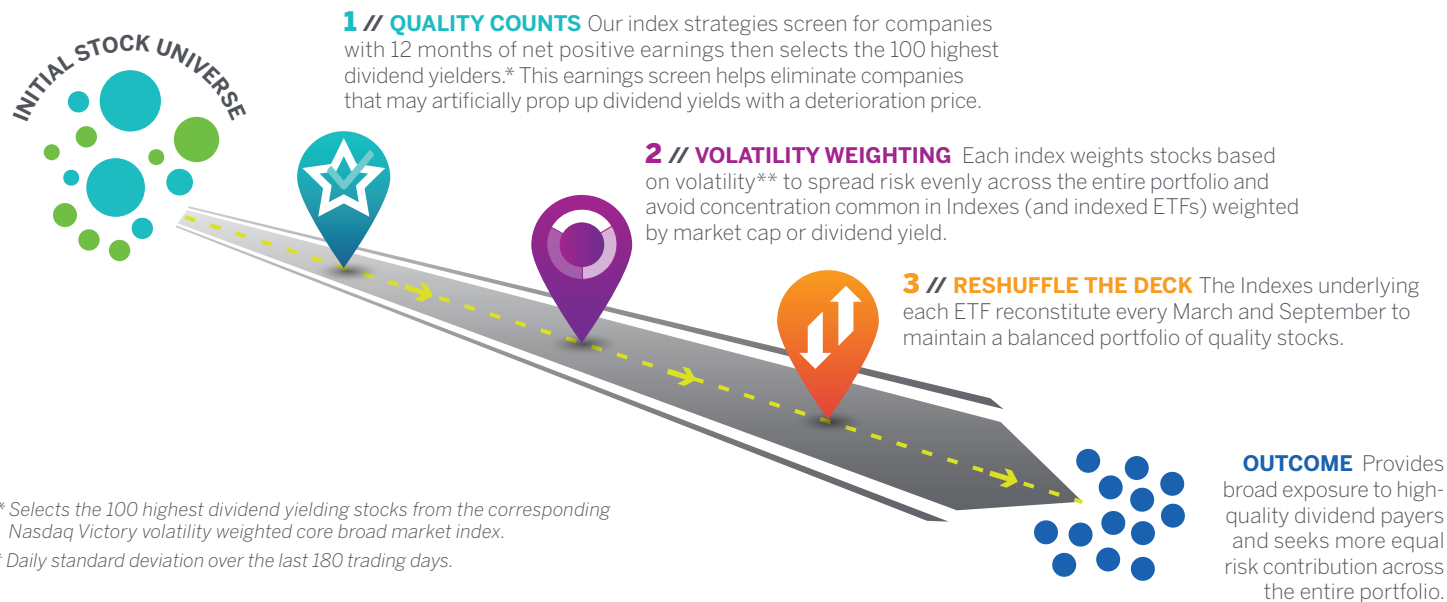 INITIAL STOCK UNIVERSE
1 // QUALITY COUNTS Our index strategies screen for companies
with 12 months of net positive earnings then selects the 100 highest
dividend yielders.* This earnings screen helps eliminate companies
that may artificially prop up dividend yields with a deterioration price.
2 // VOLATILITY WEIGHTING Each index weights stocks based
on volatility** to spread risk evenly across the entire portfolio and
avoid concentration common in Indexes (and indexed ETFs) weighted
by market cap or dividend yield.
3 // RESHUFFLE THE DECK The Indexes underlying
each ETF reconstitute every March and September to
maintain a balanced portfolio of quality stocks.
OUTCOME Provides
broad exposure to high-
quality dividend payers
and seeks more equal
risk contribution across
the entire portfolio.
* Selects the 100 highest dividend yielding stocks from the corresponding
Nasdaq Victory volatility weighted core broad market index.
* Daily standard deviation over the last 180 trading days.